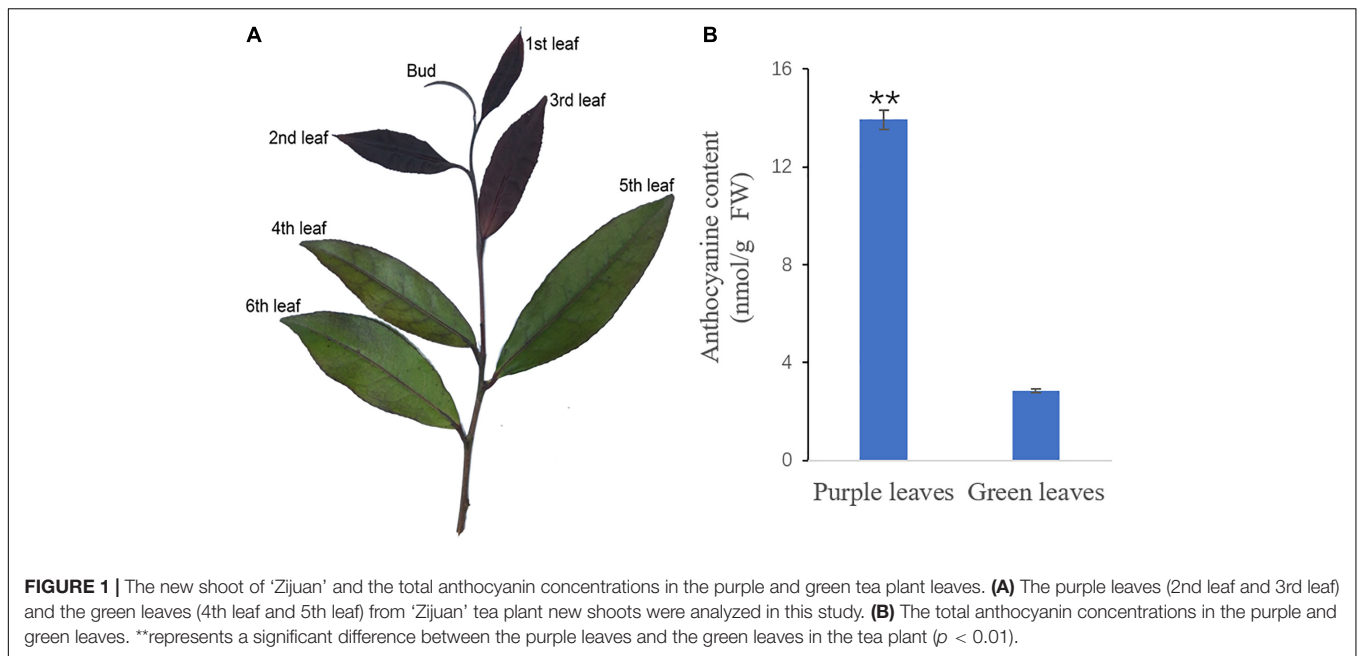 A
1st leaf
Bud
3rd leaf
2nd leaf
5th leaf
4th leaf
6th leaf
B
Anthocyanine content
(nmol/g FW)
16
12
8
4
0
**
Purple leaves Green leaves
FIGURE 1 | The new shoot of ‘Zijuan’ and the total anthocyanin concentrations in the purple and green tea plant leaves. (A) The purple leaves (2nd leaf and 3rd leaf)
and the green leaves (4th leaf and 5th leaf) from ‘Zijuan’ tea plant new shoots were analyzed in this study. (B) The total anthocyanin concentrations in the purple and
green leaves. **represents a significant difference between the purple leaves and the green leaves in the tea plant (p < 0.01).